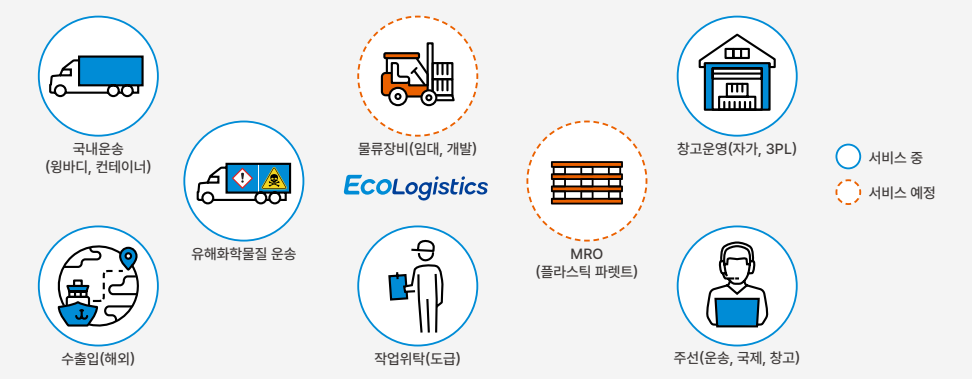 국내운송
(윙바디, 컨테이너)
물류장비(임대, 개발)
창고운영(자가, 3PL)
서비스 중
서비스 예정
EcoLogistics
유해화학물질 운송
MRO
(플라스틱 파렛트)
수출입(해외)
작업위탁(도급)
주선(운송, 국제, 창고)